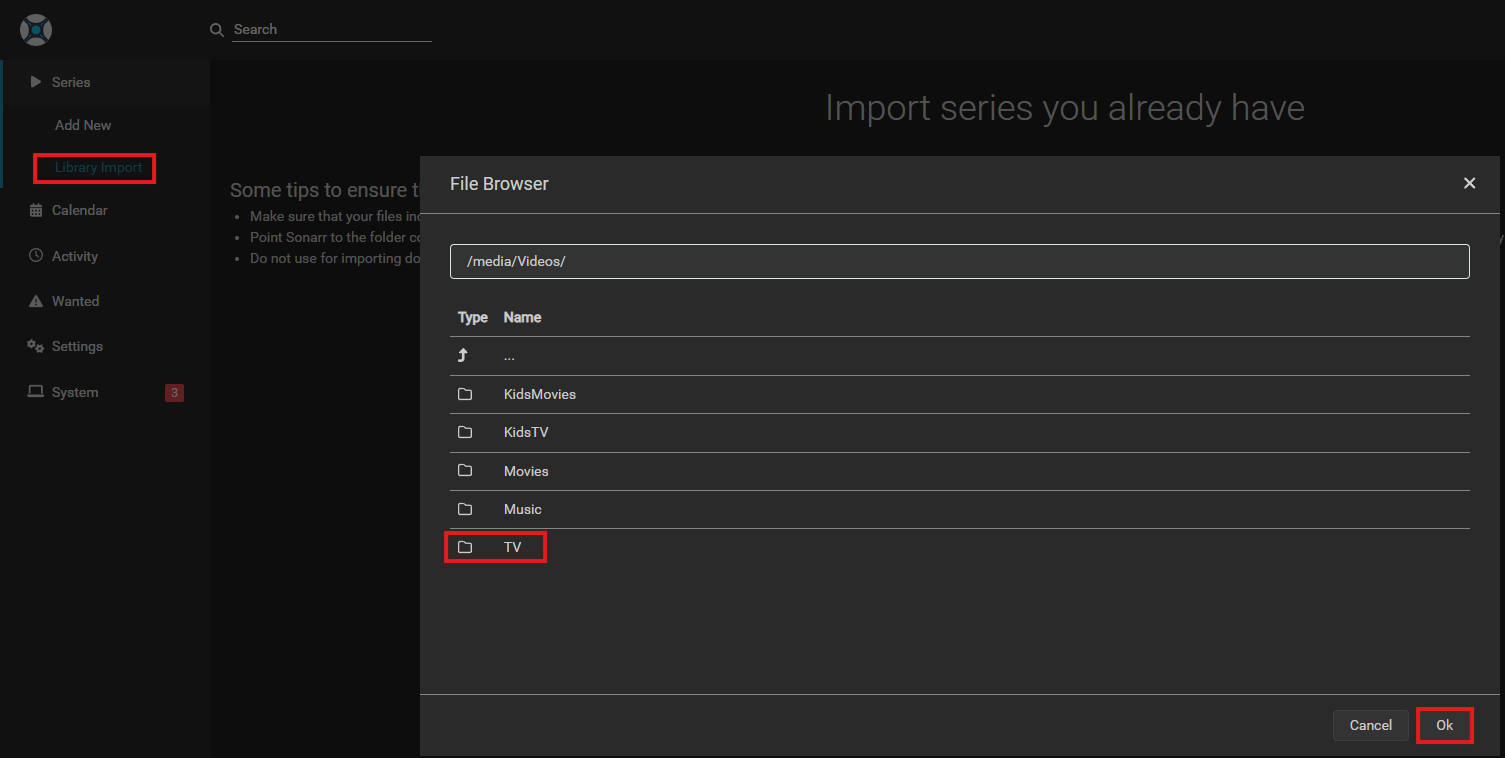 Search
Series
Add New
Library Import
Calendar
Activity
Wanted
Settings
System 3
Import series you already have
Some tips to ensure t
Make sure that your files inc
Point Sonarr to the folder co
Do not use for importing do
File Browser
/media/Videos/
Type Name
...
KidsMovies
KidsTV
Movies
Music
TV
Cancel Ok